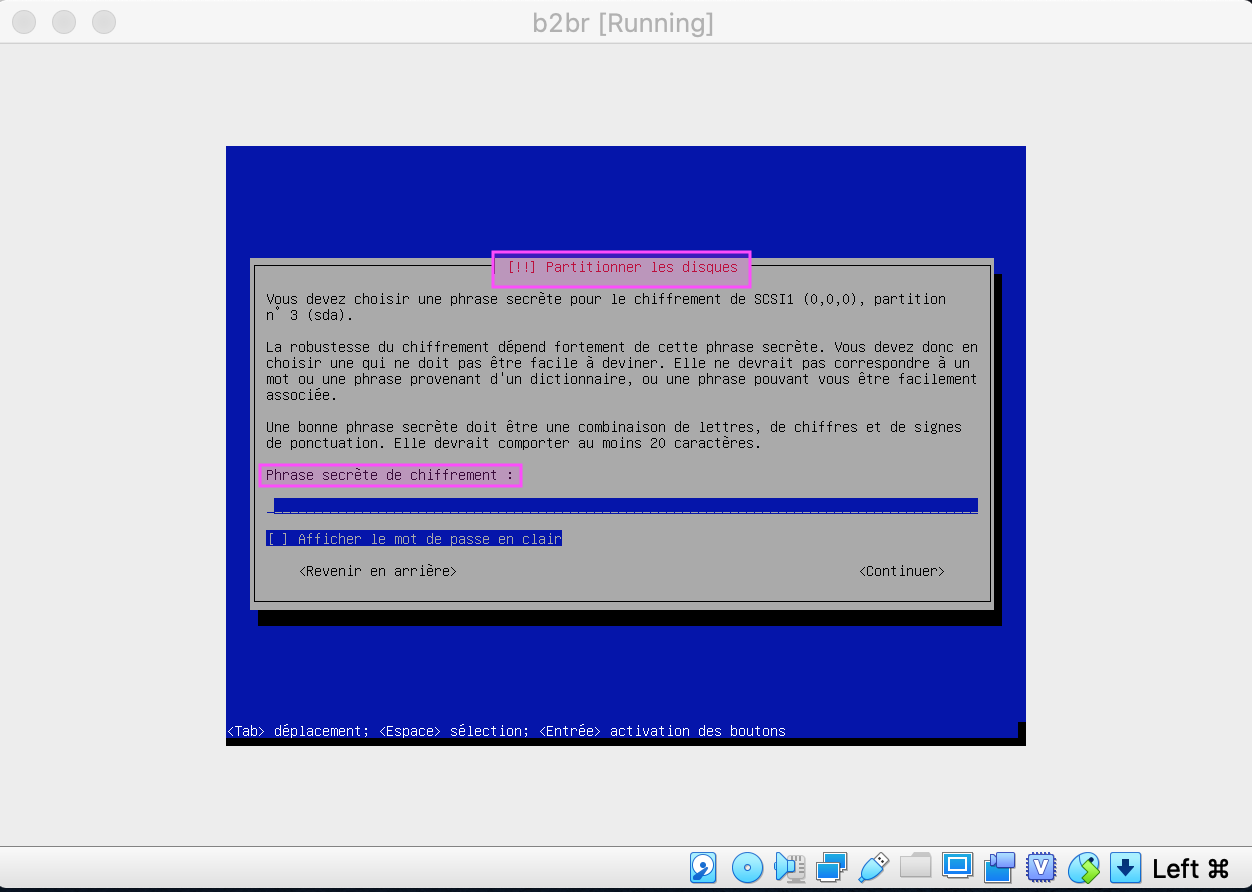 b2br [Running]
[!!] Partitionner les disques
Vous devez choisir une phrase secrète pour le chiffrement de SCSI1 (0,0,0), partition
n° 3 (sda).
La robustesse du chiffrement dépend fortement de cette phrase secrète. Vous devez donc en
choisir une qui ne doit pas être facile à deviner. Elle ne devrait pas correspondre à un
mot ou une phrase provenant d'un dictionnaire, ou une phrase pouvant vous être facilement
associée.
Une bonne phrase secrète doit être une combinaison de lettres, de chiffres et de signes
de ponctuation. Elle devrait comporter au moins 20 caractères.
Phrase secrète de chiffrement :
[ ] Afficher le mot de passe en clair
<Revenir en arrière> <Continuer>
<Tab> déplacement; <Espace> sélection; <Entrée> activation des boutons
V
Left ⌘